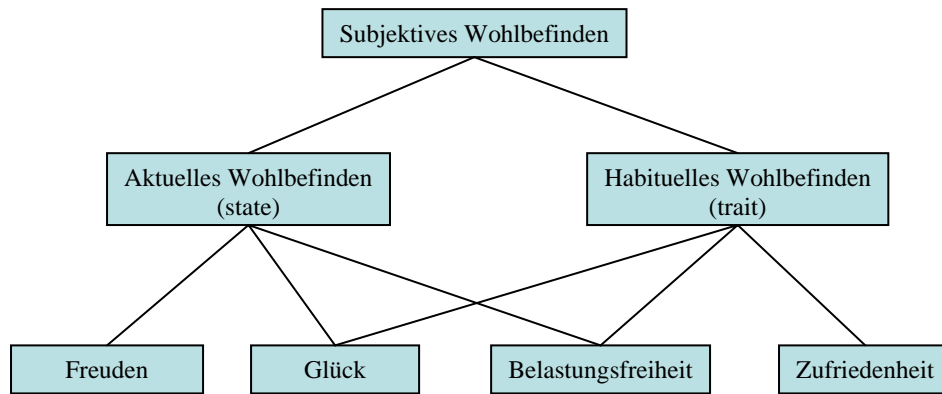 Subjektives Wohlbefinden
Aktuelles Wohlbefinden
(state)
Habituelles Wohlbefinden
(trait)
Freuden
Glück
Belastungsfreiheit
Zufriedenheit